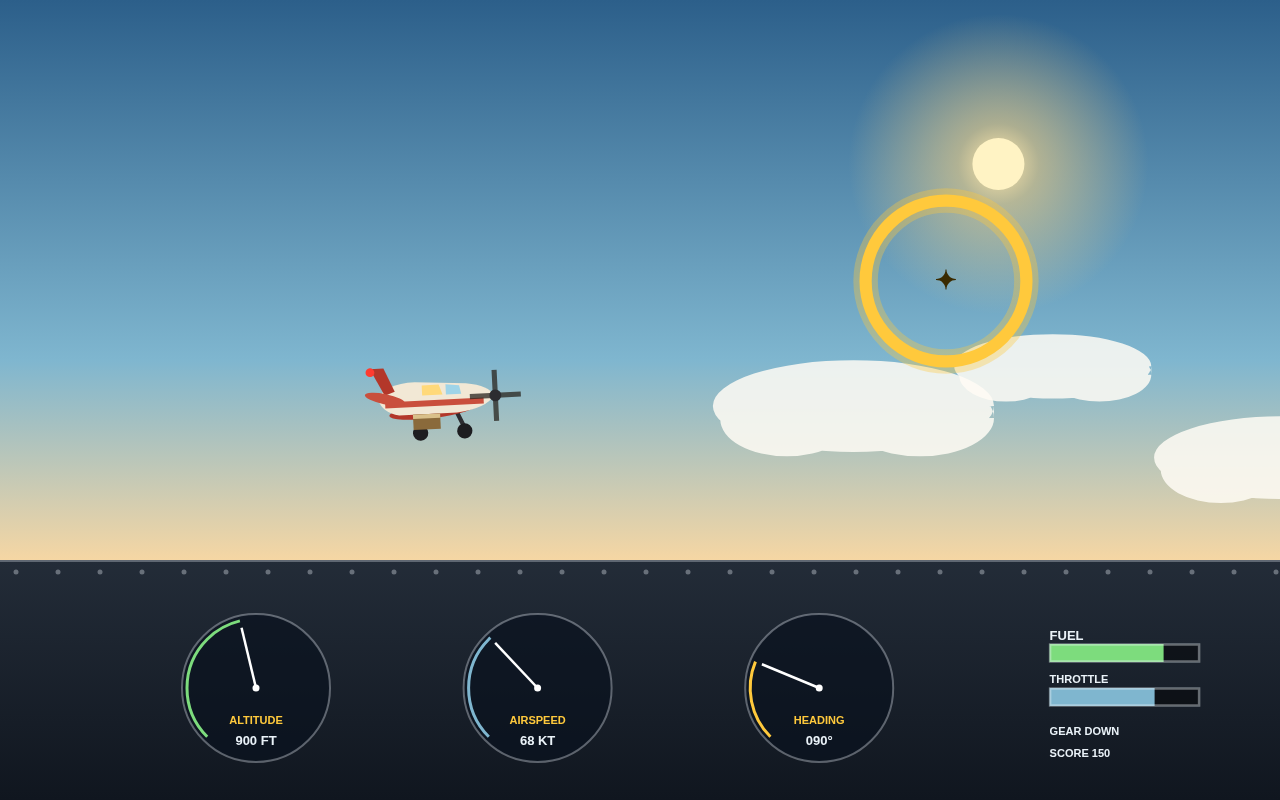 ALTITUDE
900 FT
AIRSPEED
68 KT
HEADING
090°
FUEL
THROTTLE
GEAR DOWN
SCORE 150